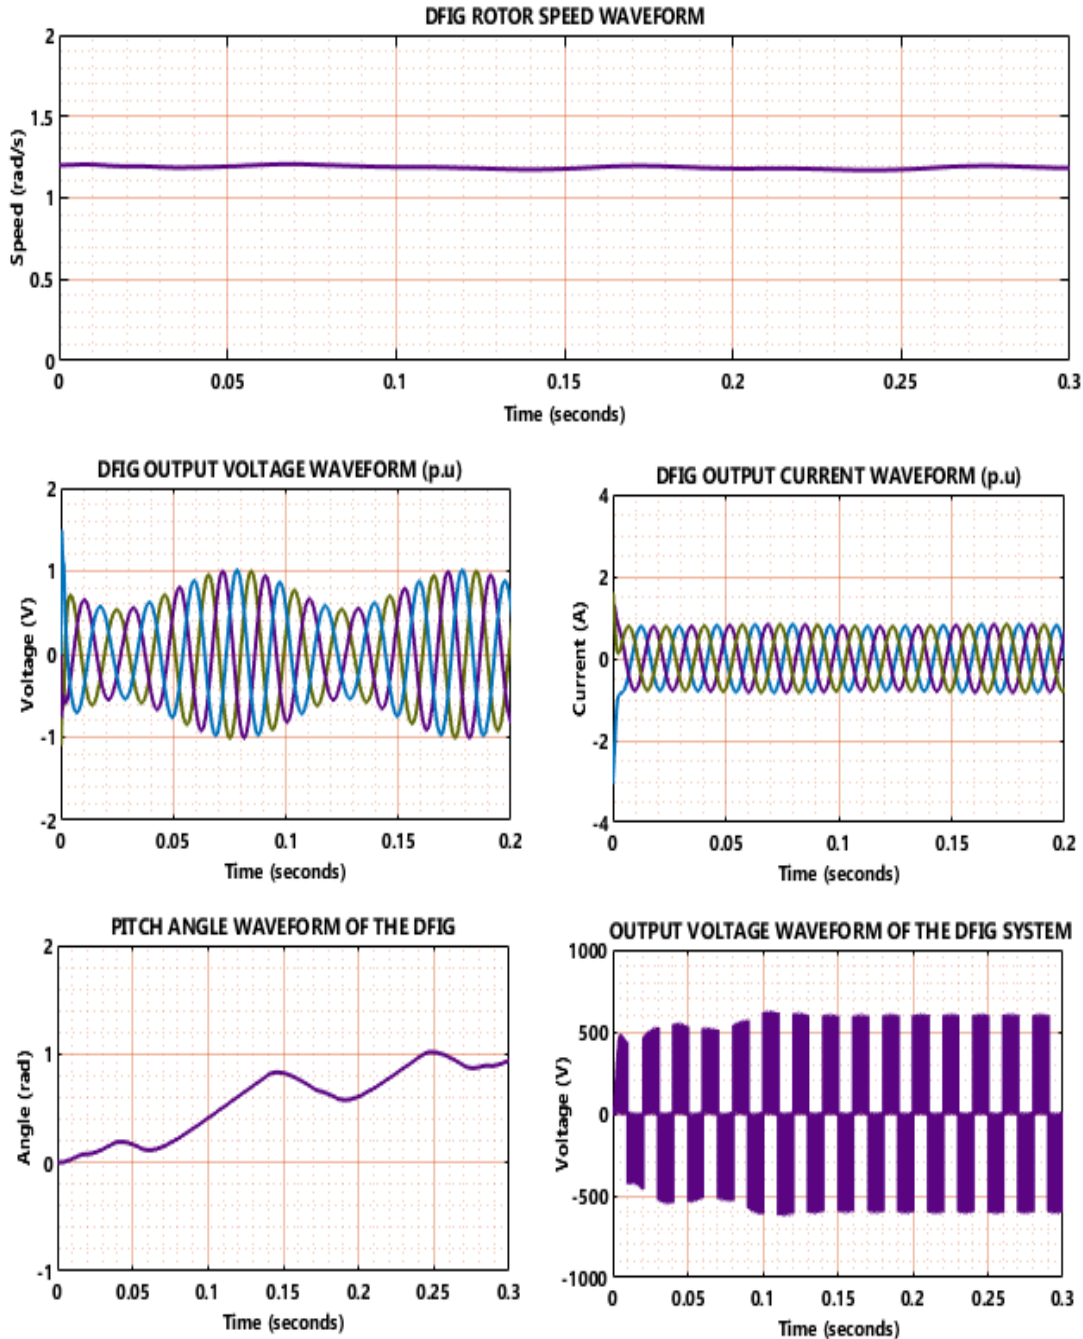 DFIG ROTOR SPEED WAVEFORM
2
1.5
1
0.5
0
Speed (rad/s)
0 0.05 0.1 0.15 0.2 0.25 0.3
Time (seconds)
DFIG OUTPUT VOLTAGE WAVEFORM (p.u)
2
1
0
-1
-2
Voltage (V)
0 0.05 0.1 0.15 0.2
Time (seconds)
DFIG OUTPUT CURRENT WAVEFORM (p.u)
4
2
0
-2
-4
Current (A)
0 0.05 0.1 0.15 0.2
Time (seconds)
PITCH ANGLE WAVEFORM OF THE DFIG
2
1
0
-1
Angle (rad)
0 0.05 0.1 0.15 0.2 0.25 0.3
Time (seconds)
OUTPUT VOLTAGE WAVEFORM OF THE DFIG SYSTEM
1000
500
0
-500
-1000
Voltage (V)
0 0.05 0.1 0.15 0.2 0.25 0.3
Time (seconds)